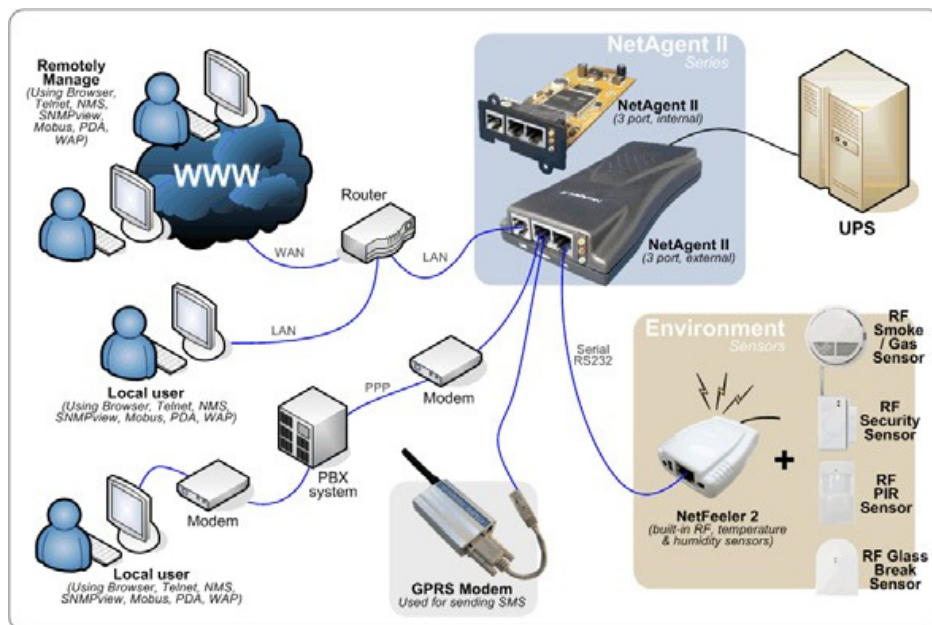 Remotely
Manage
(Using Browser,
Telnet, NMS,
SNMPview,
Mobus, PDA,
WAP)
WWW
Router
WAN
LAN
LAN
NetAgent II
Series
NetAgent II
(3 port, internal)
NetAgent II
(3 port, external)
UPS
Local user
(Using Browser, Telnet, NMS,
SNMPview, Mobus, PDA, WAP)
PPP
Modem
PBX
system
Modem
Local user
(Using Browser, Telnet, NMS,
SNMPview, Mobus, PDA, WAP)
GPRS Modem
Used for sending SMS
Serial
RS232
Environment
Sensors
NetFeeler 2
(built-in RF, temperature
& humidity sensors)
+
RF
Smoke
/ Gas
Sensor
RF
Security
Sensor
RF
PIR
Sensor
RF Glass
Break
Sensor